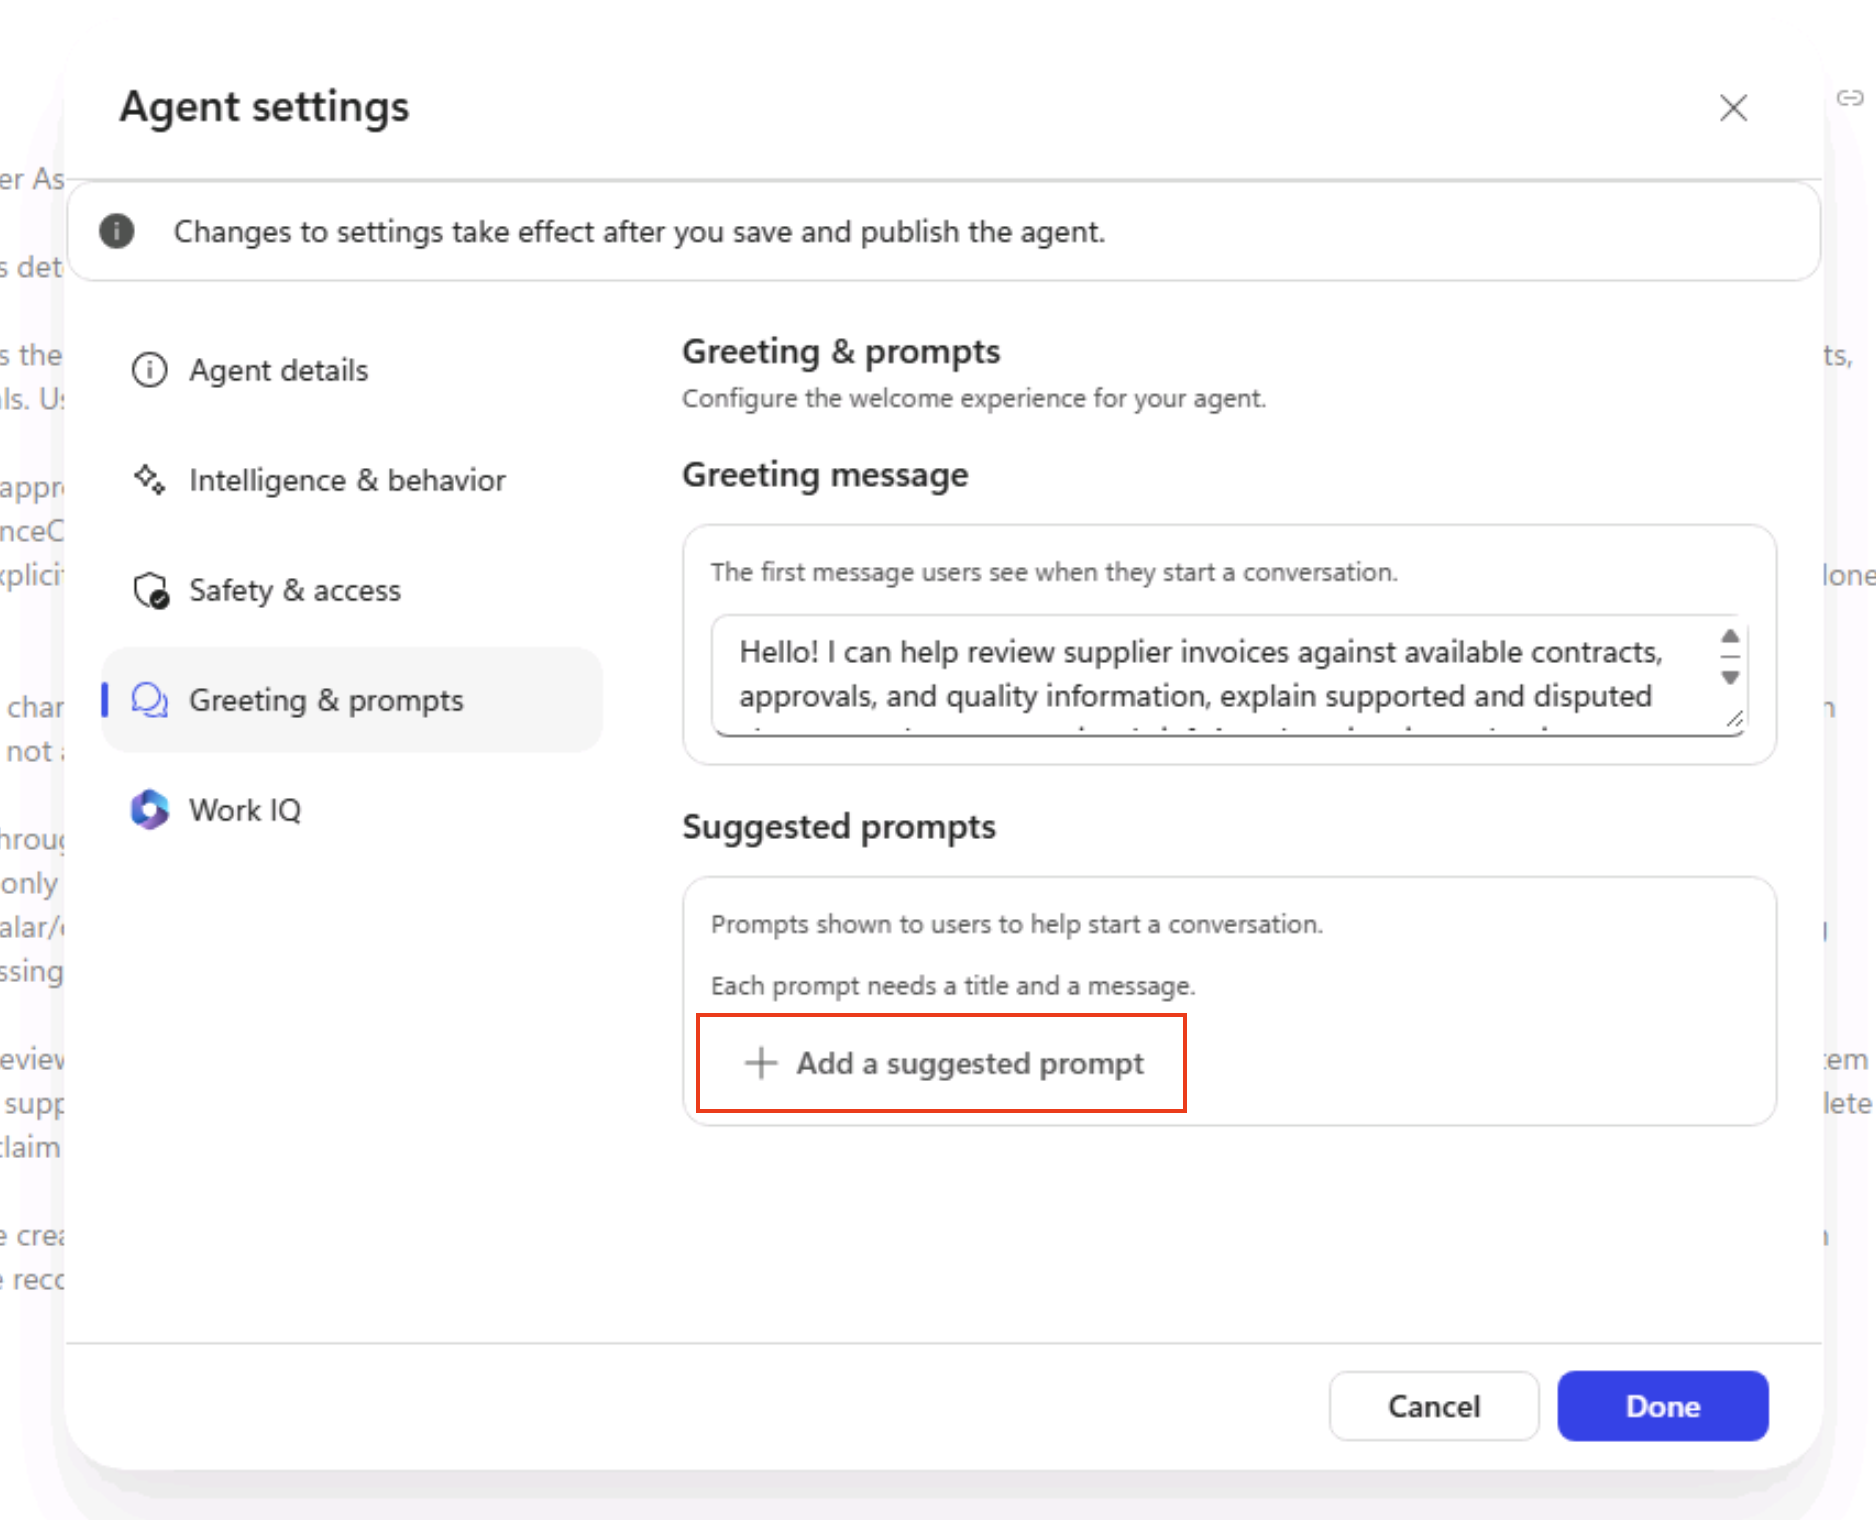 Agent settings
Changes to settings take effect after you save and publish the agent.
Agent details
Intelligence & behavior
Safety & access
Greeting & prompts
Work IQ
Greeting & prompts
Configure the welcome experience for your agent.
Greeting message
The first message users see when they start a conversation.
Hello! I can help review supplier invoices against available contracts,
approvals, and quality information, explain supported and disputed
Suggested prompts
Prompts shown to users to help start a conversation.
Each prompt needs a title and a message.
Add a suggested prompt
Cancel
Done